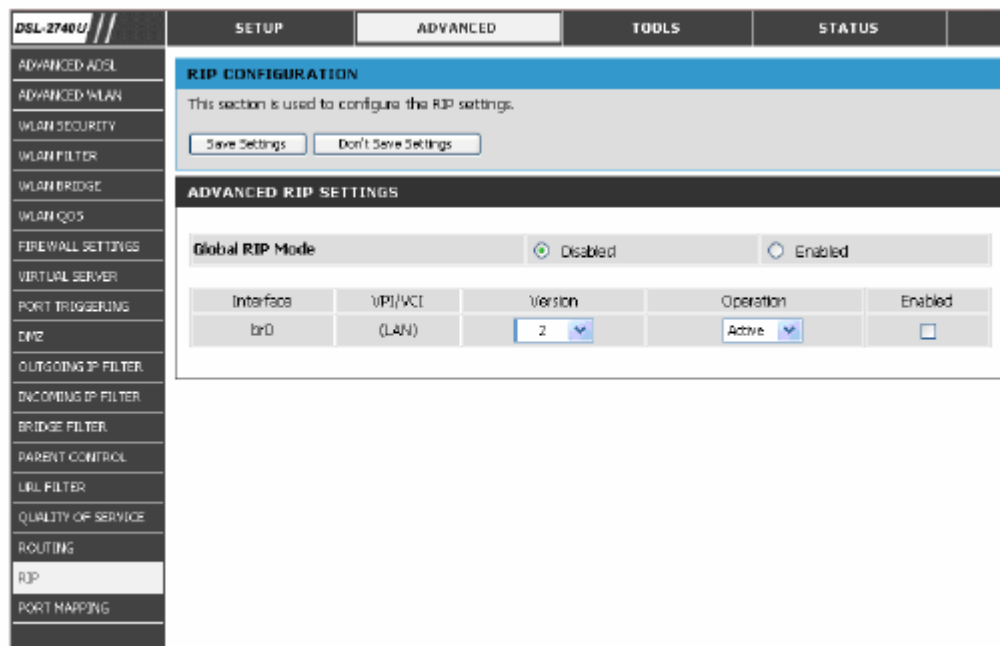 DSL-2740U
SETUP
ADVANCED
TOOLS
STATUS
ADVANCED ADSL
ADVANCED WLAN
WLAN SECURITY
WLAN FILTER
WLAN BRIDGE
WLAN QOS
FIREWALL SETTINGS
VIRTUAL SERVER
PORT TRIGGERING
DMZ
OUTGOING IP FILTER
INCOMING IP FILTER
BRIDGE FILTER
PARENT CONTROL
URL FILTER
QUALITY OF SERVICE
ROUTING
RIP
PORT MAPPING
RIP CONFIGURATION
This section is used to configure the RIP settings.
Save Settings
Don't Save Settings
ADVANCED RIP SETTINGS
Global RIP Mode
Disabled
Enabled
Interface
VPI/VCI
Version
Operation
Enabled
br0
(LAN)
2
Active